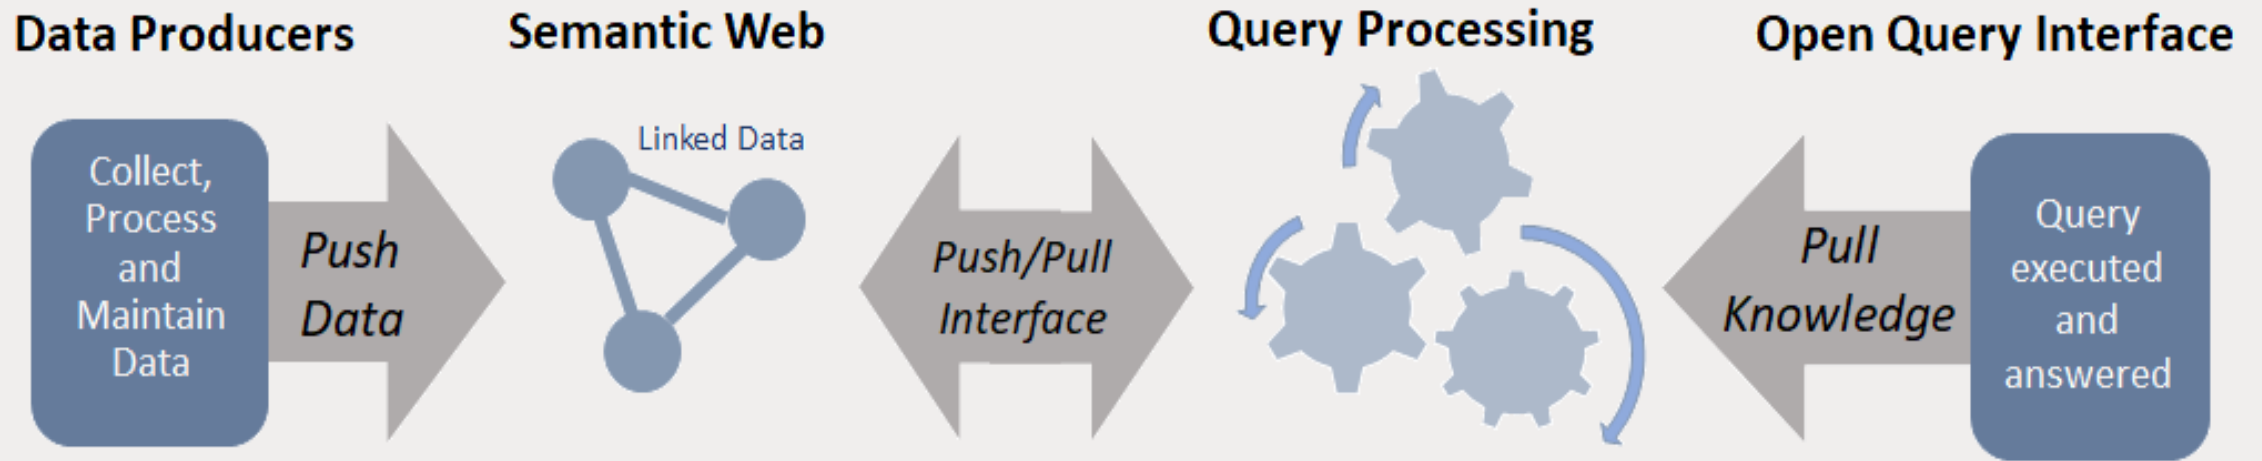 Data Producers
Semantic Web
Query Processing
Open Query Interface
Collect,
Process
and
Maintain
Data
Push
Data
Linked Data
Push/Pull
Interface
Pull
Knowledge
Query
executed
and
answered